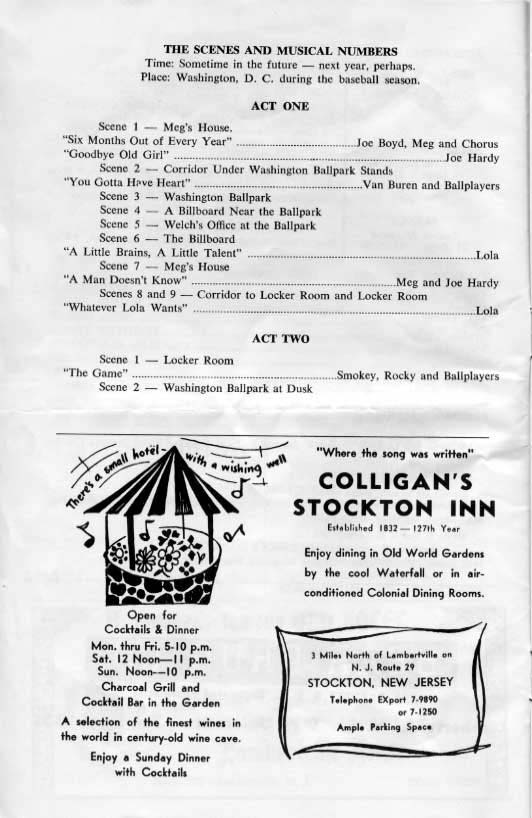 THE SCENES AND MUSICAL NUMBERS
Time: Sometime in the future — next year, perhaps.
Place: Washington, D. C. during the baseball season.
ACT ONE
Scene 1 — Meg's House.
"Six Months Out of Every Year" ........ Joe Boyd, Meg and Chorus
"Goodbye Old Girl" ........ Joe Hardy
Scene 2 — Corridor Under Washington Ballpark Stands
"You Gotta Have Heart" ........ Van Buren and Ballplayers
Scene 3 — Washington Ballpark
Scene 4 — A Billboard Near the Ballpark
Scene 5 — Welch's Office at the Ballpark
Scene 6 — The Billboard
"A Little Brains, A Little Talent" ........ Lola
Scene 7 — Meg's House
"A Man Doesn't Know" ........ Meg and Joe Hardy
Scenes 8 and 9 — Corridor to Locker Room and Locker Room
"Whatever Lola Wants" ........ Lola
ACT TWO
Scene 1 — Locker Room
"The Game" ........ Smokey, Rocky and Ballplayers
Scene 2 — Washington Ballpark at Dusk
There's a small hotel - with a wishing well
Open for
Cocktails & Dinner
Mon. thru Fri. 5-10 p.m.
Sat. 12 Noon—11 p.m.
Sun. Noon—10 p.m.
Charcoal Grill and
Cocktail Bar in the Garden
A selection of the finest wines in
the world in century-old wine cave.
Enjoy a Sunday Dinner
with Cocktails
"Where the song was written"
COLLIGAN'S
STOCKTON INN
Established 1832 — 127th Year
Enjoy dining in Old World Gardens
by the cool Waterfall or in air-
conditioned Colonial Dining Rooms.
3 Miles North of Lambertville on
N. J. Route 29
STOCKTON, NEW JERSEY
Telephone EXport 7-9890
or 7-1250
Ample Parking Space